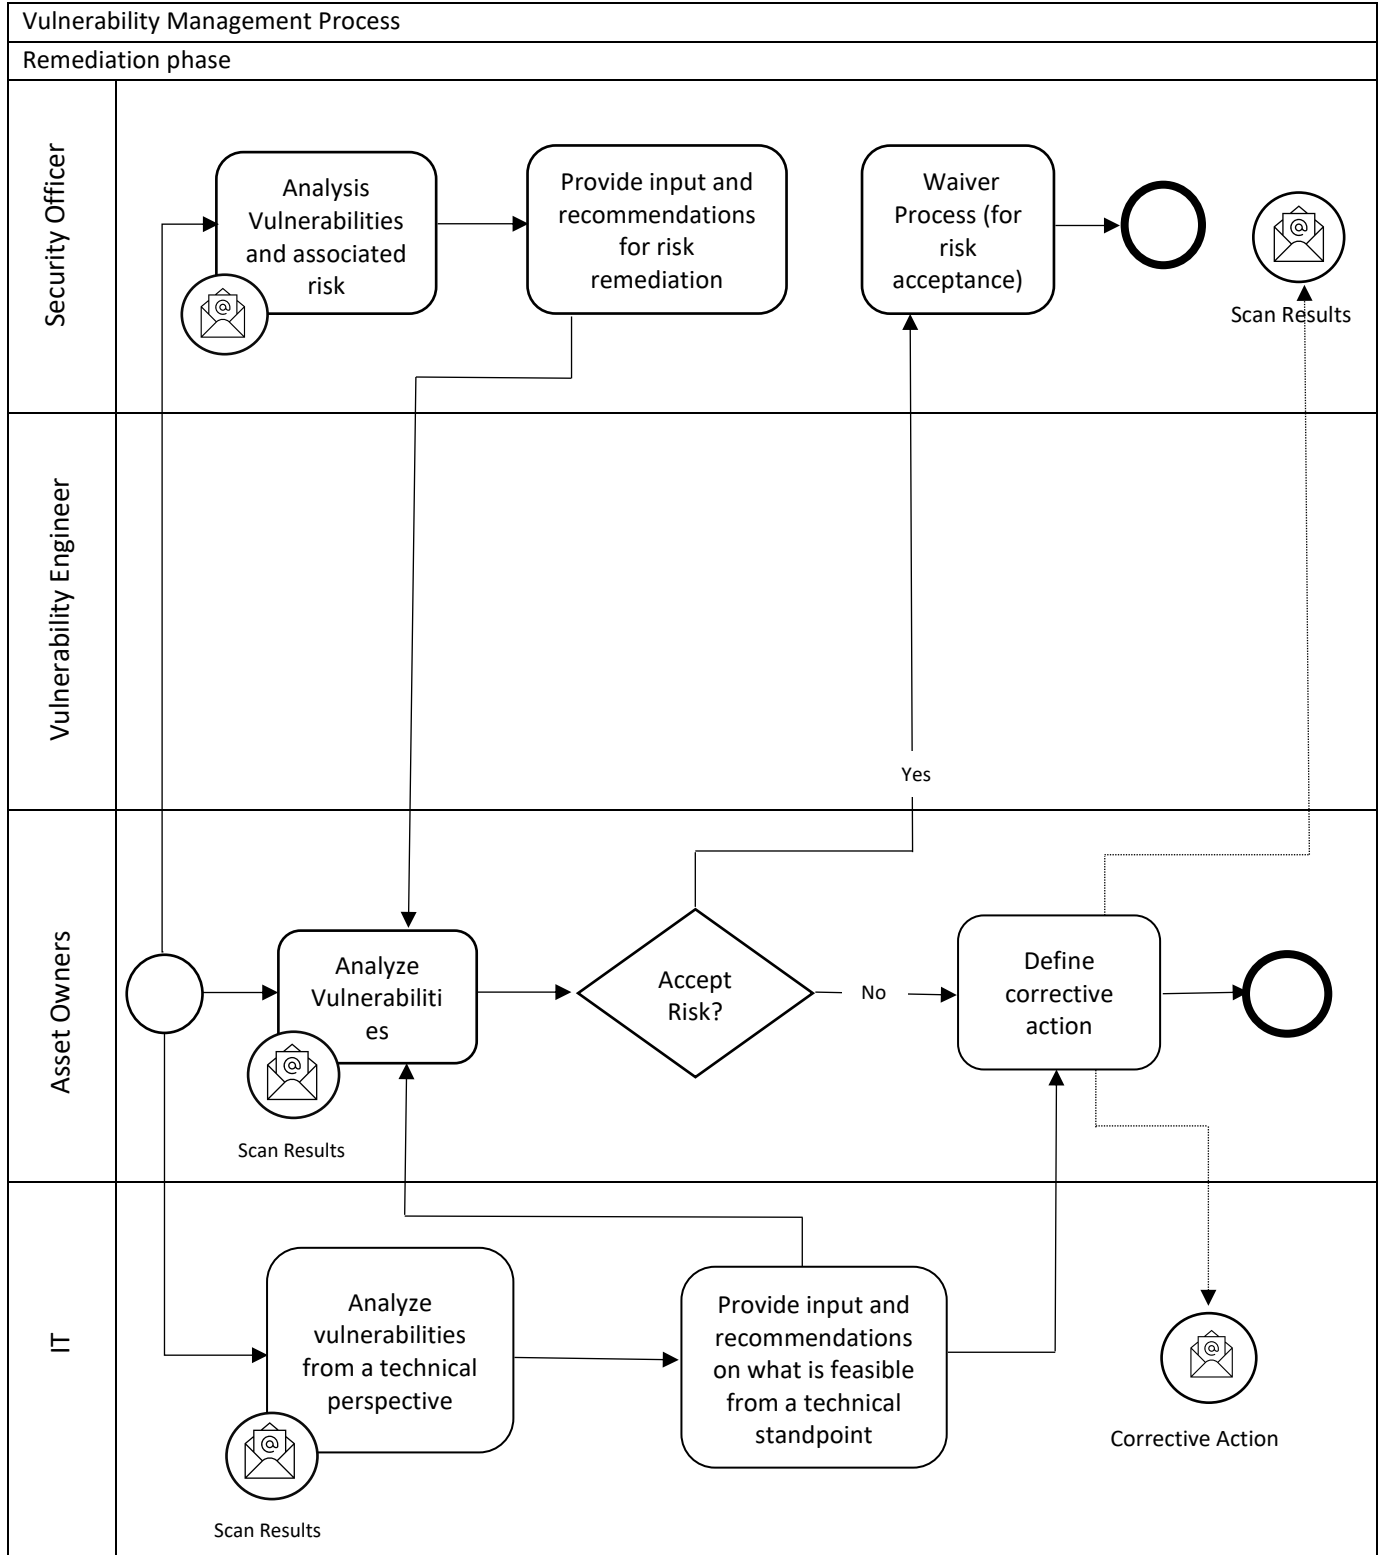 Vulnerability Management Process
Remediation phase
Security Officer
Analysis
Vulnerabilities
and associated
risk
Provide input and
recommendations
for risk
remediation
Waiver
Process (for
risk
acceptance)
Scan Results
Vulnerability Engineer
Yes
Asset Owners
Analyze
Vulnerabiliti
es
Scan Results
Accept
Risk?
No
Define
corrective
action
IT
Analyze
vulnerabilities
from a technical
perspective
Scan Results
Provide input and
recommendations
on what is feasible
from a technical
standpoint
Corrective Action